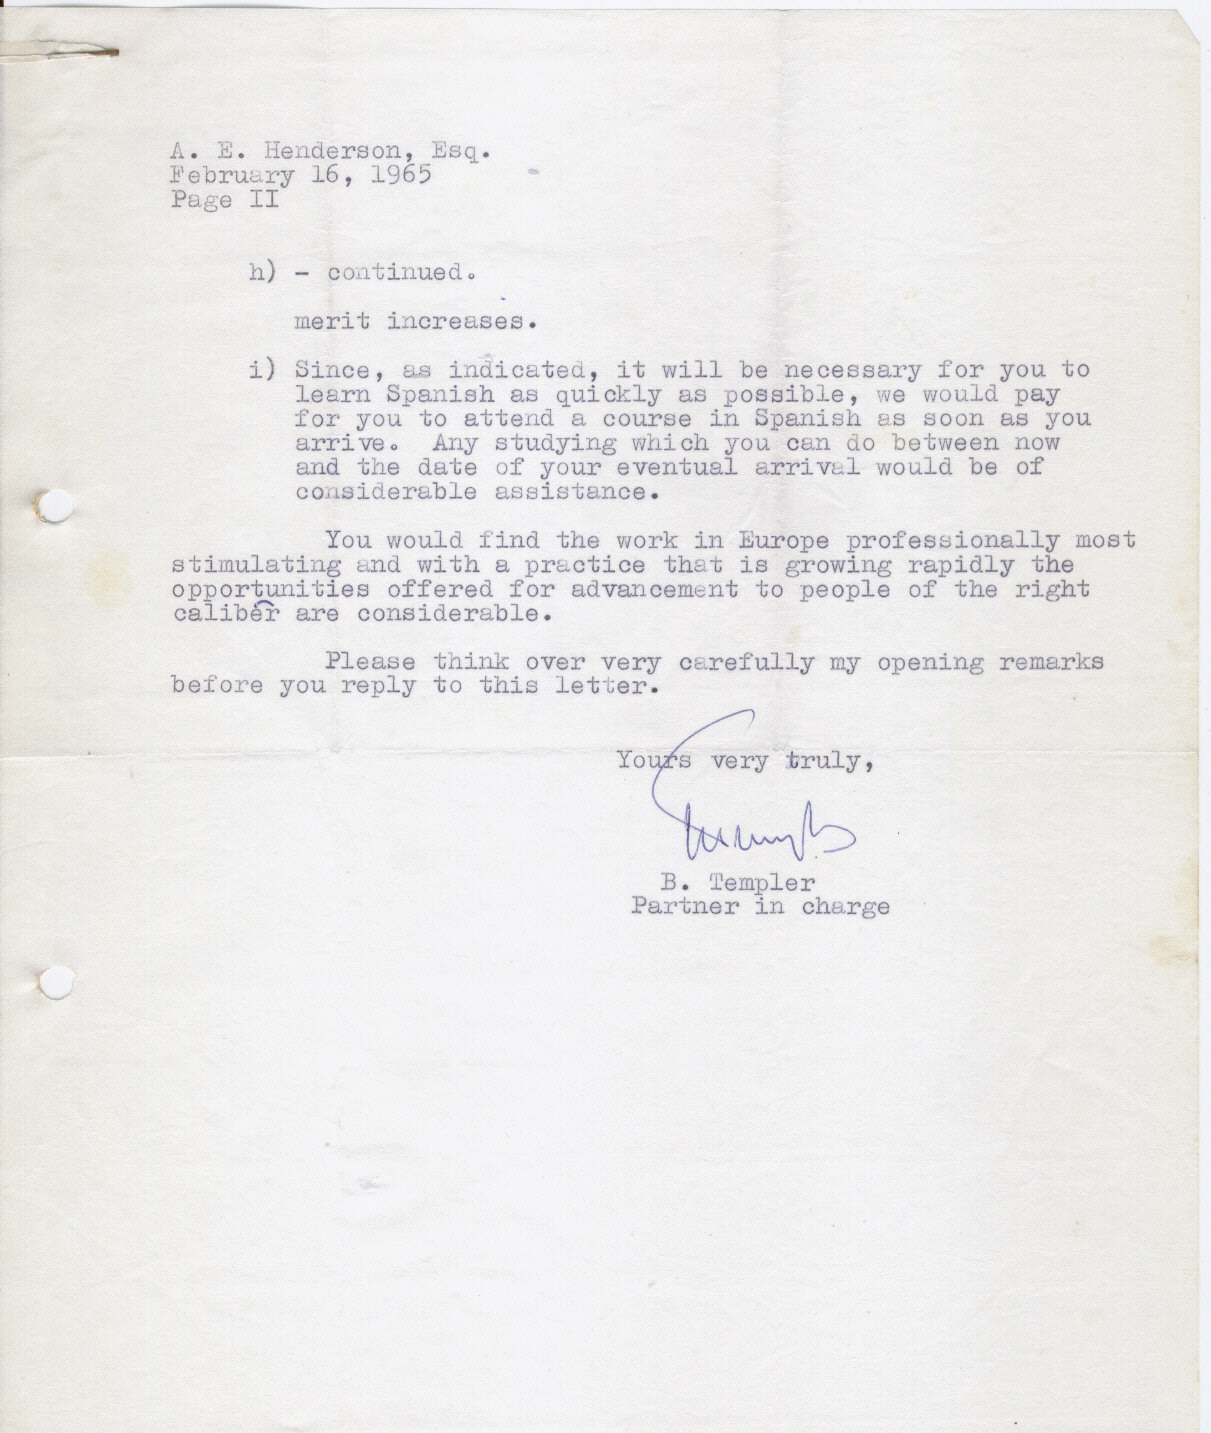 A. E. Henderson, Esq.
February 16, 1965
Page II
h) - continued.
merit increases.
i) Since, as indicated, it will be necessary for you to
learn Spanish as quickly as possible, we would pay
for you to attend a course in Spanish as soon as you
arrive. Any studying which you can do between now
and the date of your eventual arrival would be of
considerable assistance.
You would find the work in Europe professionally most
stimulating and with a practice that is growing rapidly the
opportunities offered for advancement to people of the right
caliber are considerable.
Please think over very carefully my opening remarks
before you reply to this letter.
Yours very truly,
B. Templer
Partner in charge